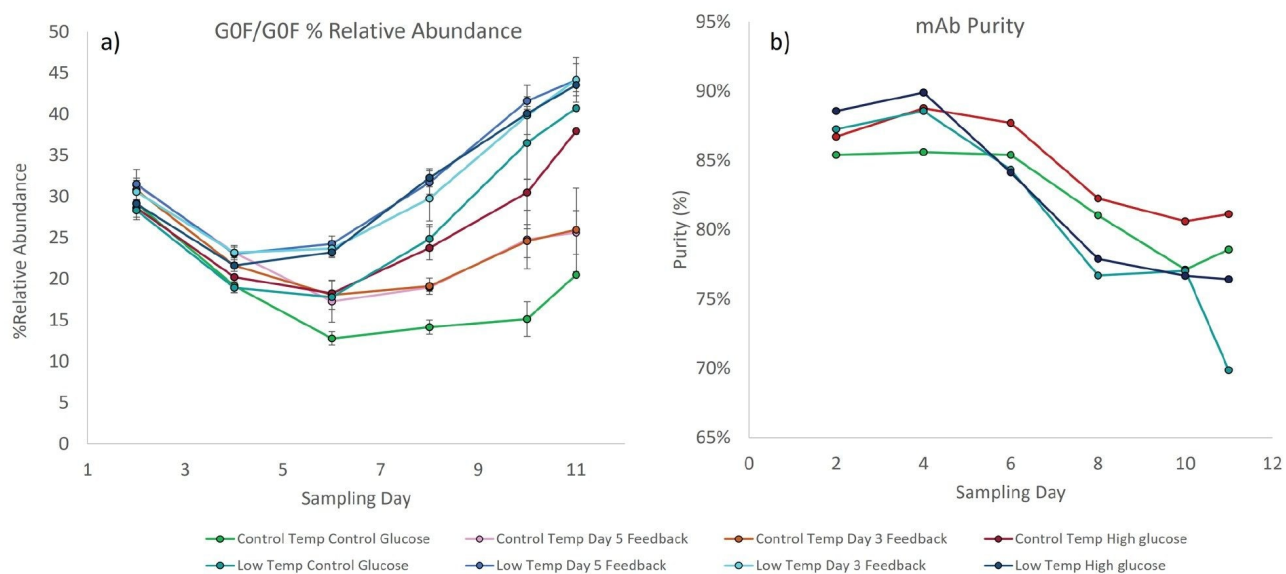 a)
G0F/G0F % Relative Abundance
%Relative Abundance
50
45
40
35
30
25
20
15
10
5
0
1 3 5 7 9 11
Sampling Day
b)
mAb Purity
Purity (%)
95%
90%
85%
80%
75%
70%
65%
0 2 4 6 8 10 12
Sampling Day
Control Temp Control Glucose Control Temp Day 5 Feedback Control Temp Day 3 Feedback Control Temp High glucose
Low Temp Control Glucose Low Temp Day 5 Feedback Low Temp Day 3 Feedback Low Temp High glucose